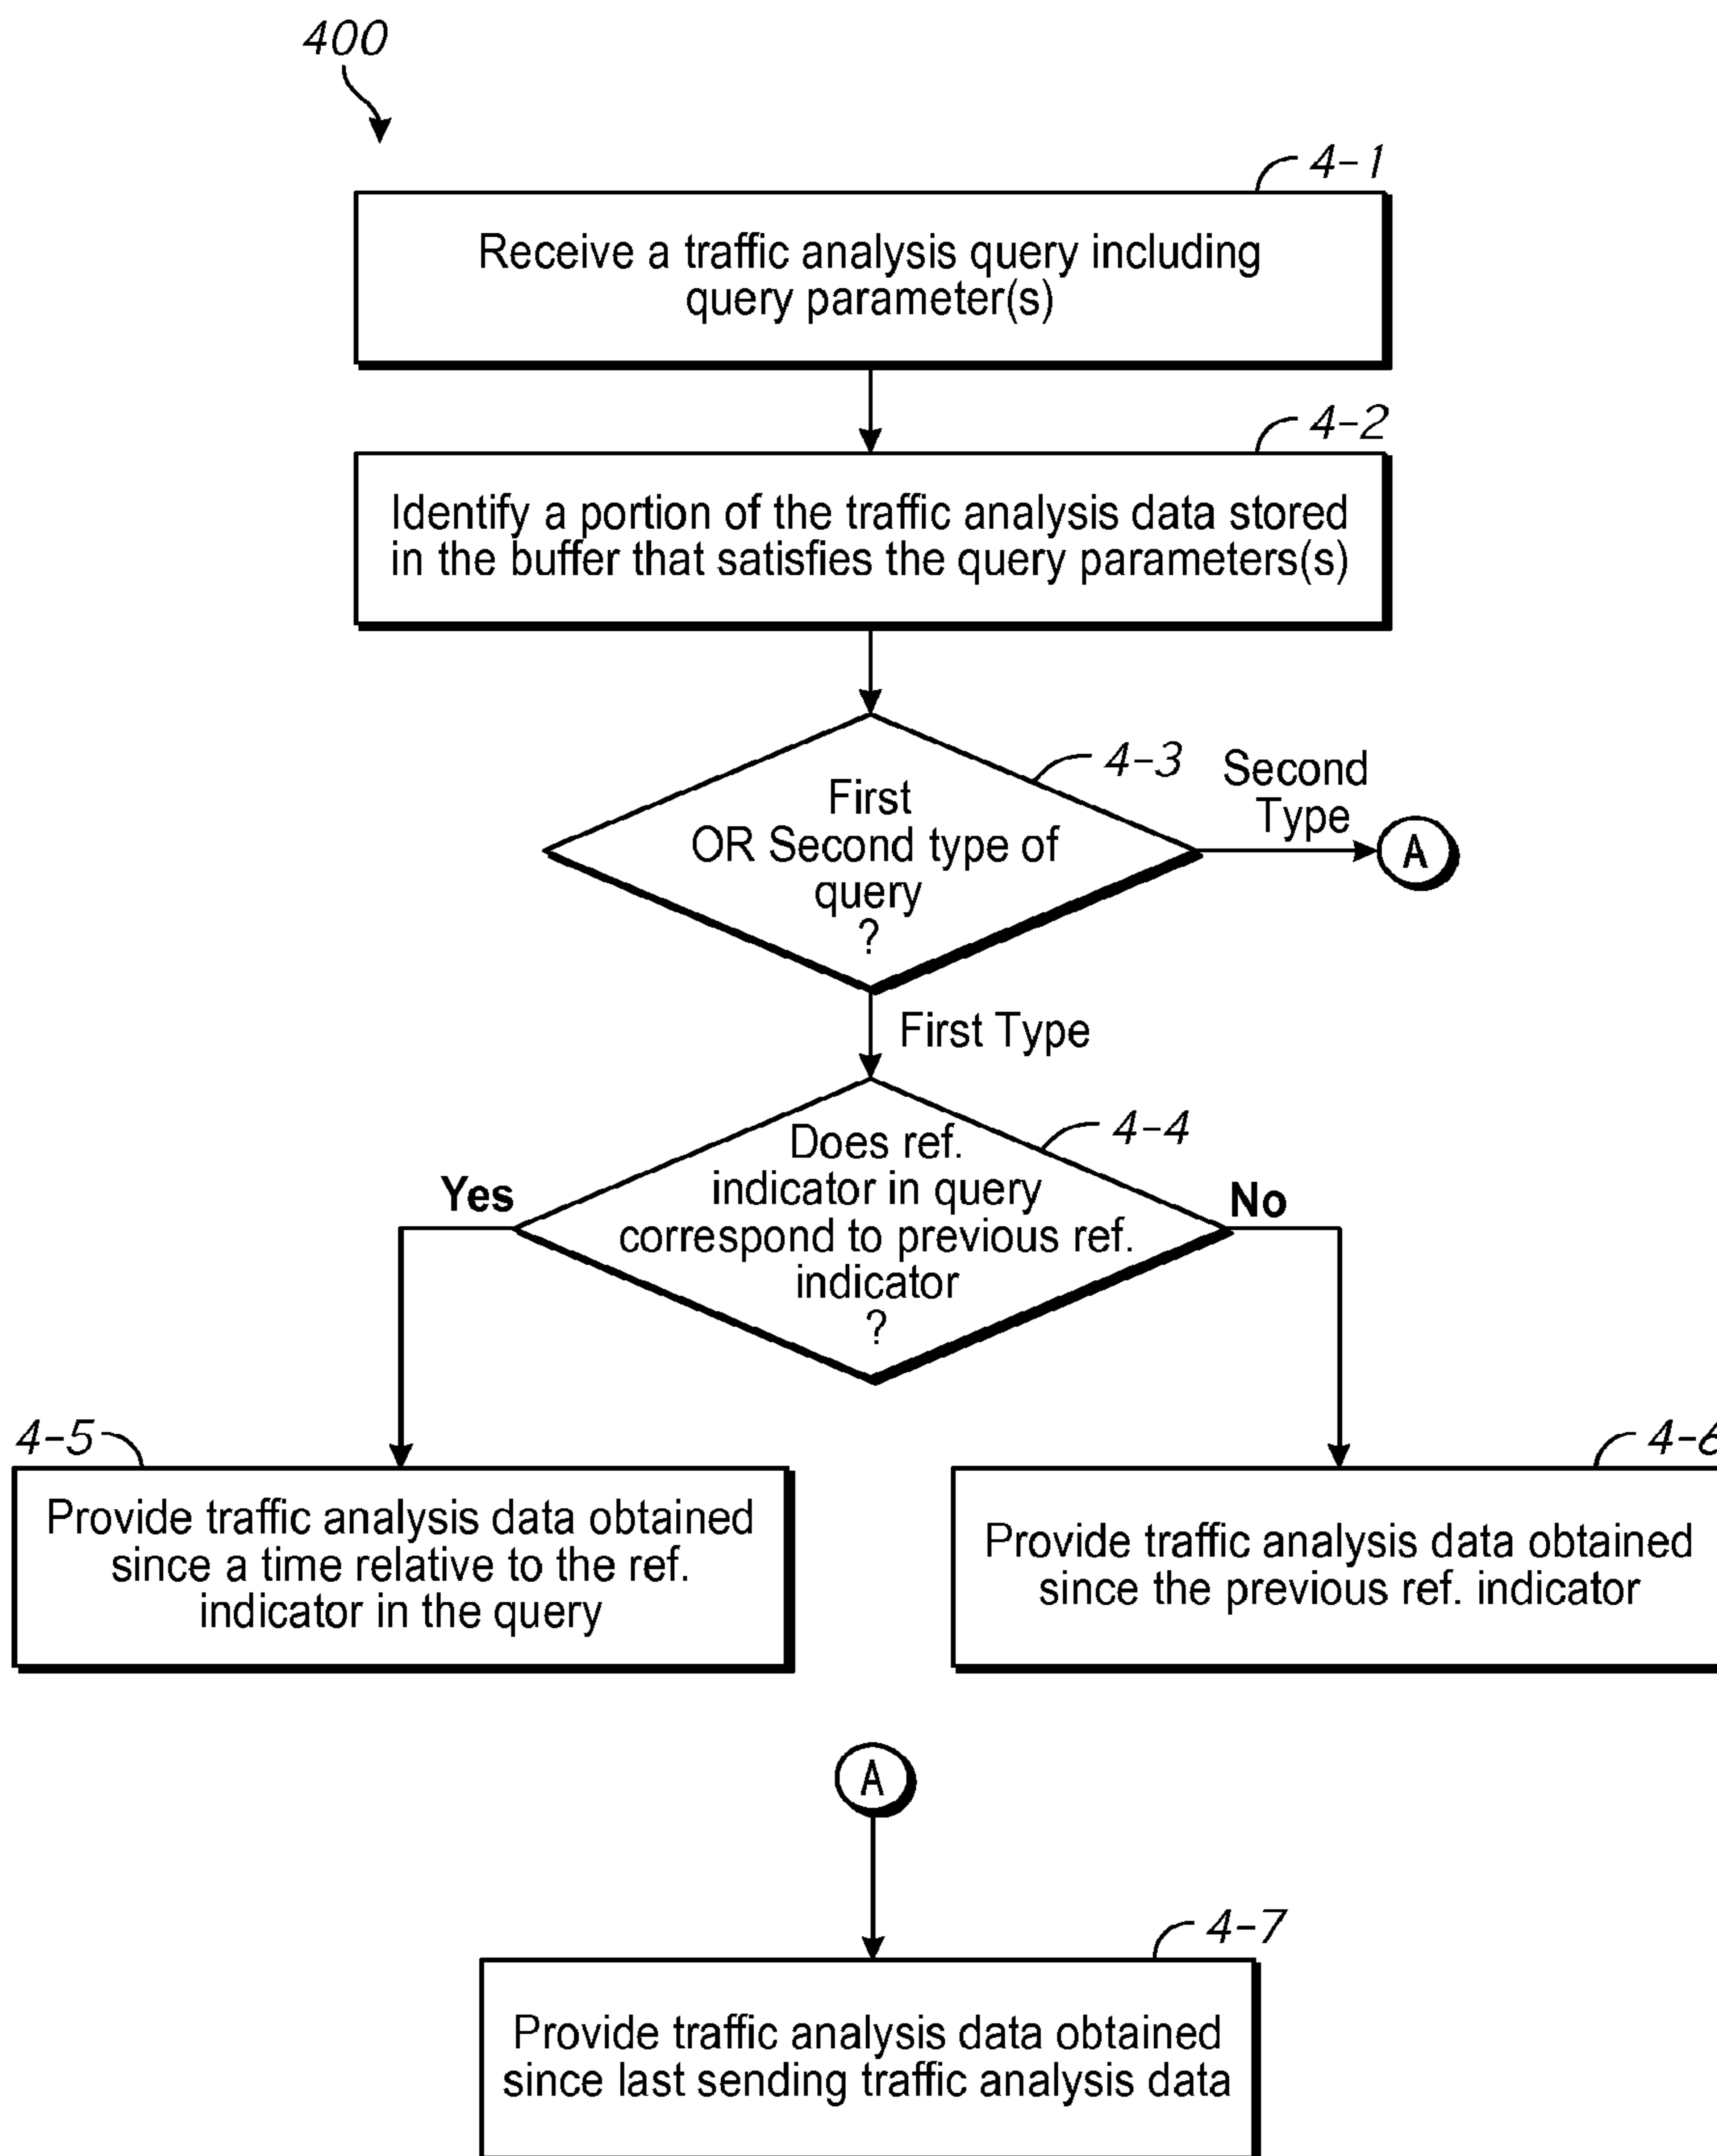 400
4-1
Receive a traffic analysis query including
query parameter(s)
4-2
Identify a portion of the traffic analysis data stored
in the buffer that satisfies the query parameters(s)
4-3
First
OR Second type of
query
?
Second
Type
A
First Type
4-4
Does ref.
indicator in query
correspond to previous ref.
indicator
?
Yes
No
4-5
Provide traffic analysis data obtained
since a time relative to the ref.
indicator in the query
4-6
Provide traffic analysis data obtained
since the previous ref. indicator
A
4-7
Provide traffic analysis data obtained
since last sending traffic analysis data